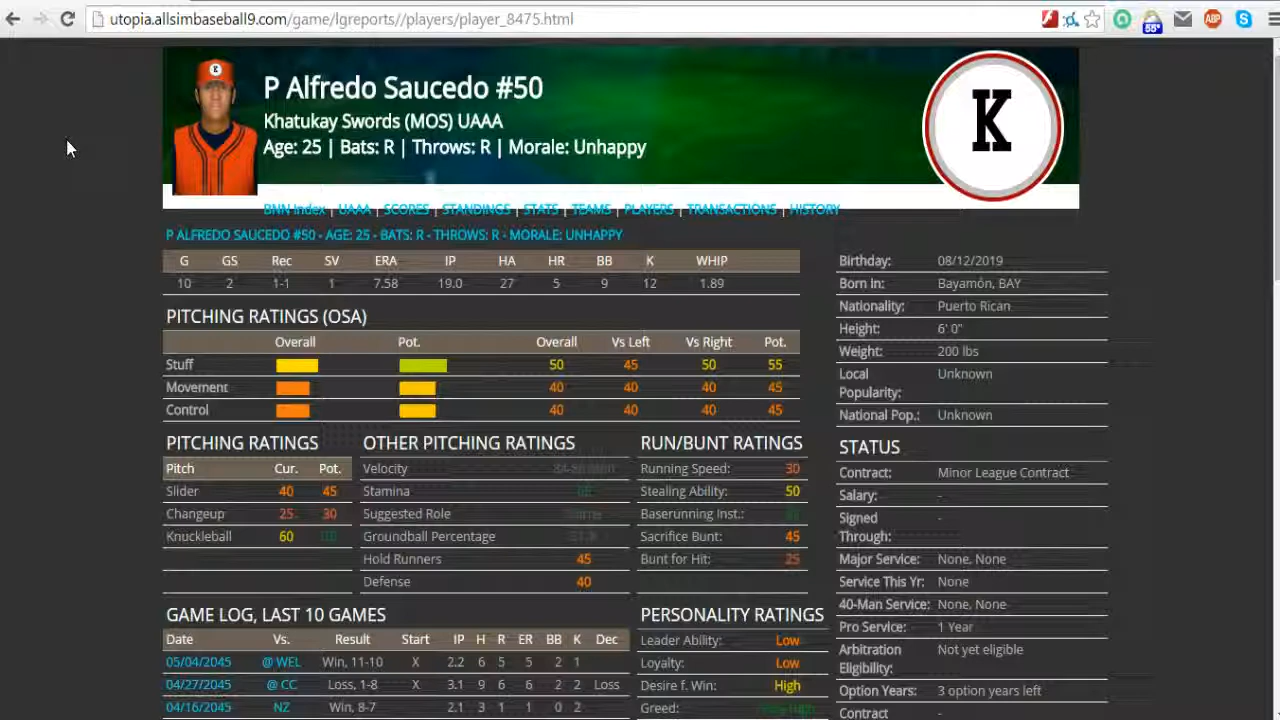 utopia.allsimbaseball9.com/game/lgreports//players/player_8475.html
55°
ABP
P Alfredo Saucedo #50
Khatukay Swords (MOS) UAAA
Age: 25 | Bats: R | Throws: R | Morale: Unhappy
K
K
BNN Index | UAAA | SCORES | STANDINGS | STATS | TEAMS | PLAYERS | TRANSACTIONS | HISTORY
P ALFREDO SAUCEDO #50 - AGE: 25 - BATS: R - THROWS: R - MORALE: UNHAPPY
G GS Rec SV ERA IP HA HR BB K WHIP
10 2 1-1 1 7.58 19.0 27 5 9 12 1.89
PITCHING RATINGS (OSA)
Overall Pot. Overall Vs Left Vs Right Pot.
Stuff 50 45 50 55
Movement 40 40 40 45
Control 40 40 40 45
PITCHING RATINGS
Pitch Cur. Pot.
Slider 40 45
Changeup 25 30
Knuckleball 60
OTHER PITCHING RATINGS
Velocity
Stamina
Suggested Role
Groundball Percentage
Hold Runners 45
Defense 40
RUN/BUNT RATINGS
Running Speed: 30
Stealing Ability: 50
Baserunning Inst.:
Sacrifice Bunt: 45
Bunt for Hit: 25
GAME LOG, LAST 10 GAMES
Date Vs. Result Start IP H R ER BB K Dec
05/04/2045 @ WEL Win, 11-10 X 2.2 6 5 5 2 1
04/27/2045 @ CC Loss, 1-8 X 3.1 9 6 6 2 2 Loss
04/16/2045 NZ Win, 8-7 2.1 3 1 1 0 2
PERSONALITY RATINGS
Leader Ability: Low
Loyalty: Low
Desire f. Win: High
Greed:
Birthday: 08/12/2019
Born in: Bayamón, BAY
Nationality: Puerto Rican
Height: 6' 0"
Weight: 200 lbs
Local Popularity: Unknown
National Pop.: Unknown
STATUS
Contract: Minor League Contract
Salary: -
Signed Through: -
Major Service: None, None
Service This Yr: None
40-Man Service: None, None
Pro Service: 1 Year
Arbitration Eligibility: Not yet eligible
Option Years: 3 option years left
Contract -